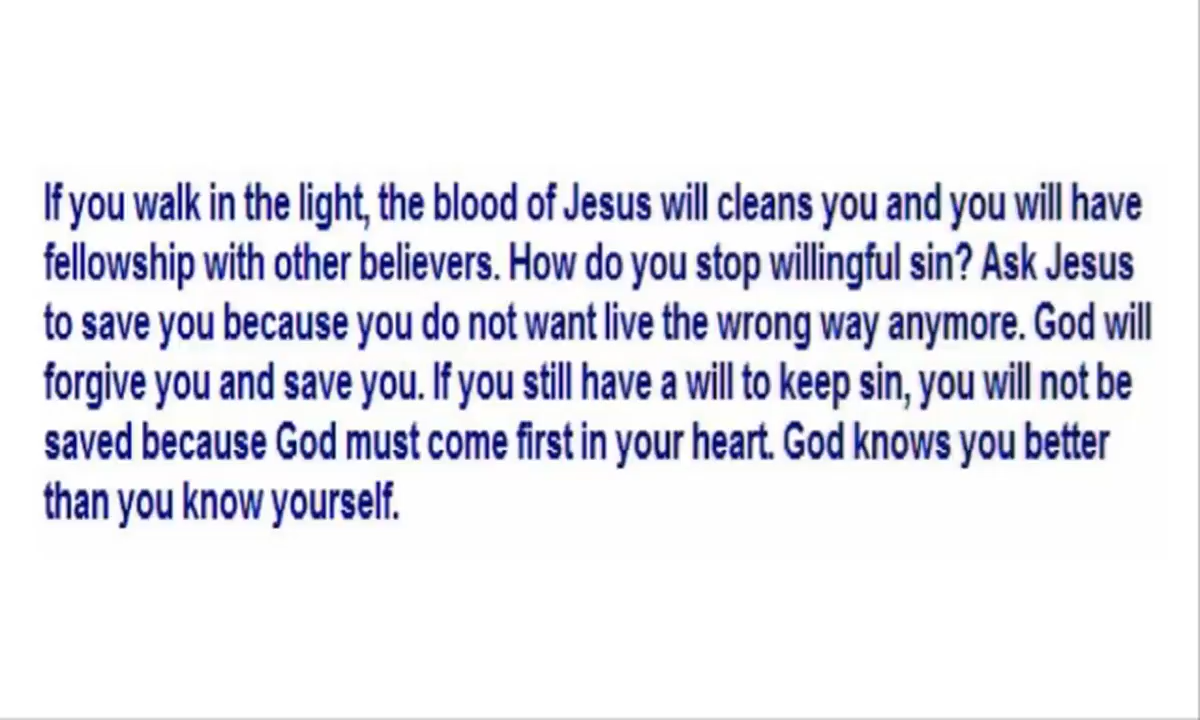 If you walk in the light, the blood of Jesus will cleans you and you will have
fellowship with other believers. How do you stop willingful sin? Ask Jesus
to save you because you do not want live the wrong way anymore. God will
forgive you and save you. If you still have a will to keep sin, you will not be
saved because God must come first in your heart. God knows you better
than you know yourself.